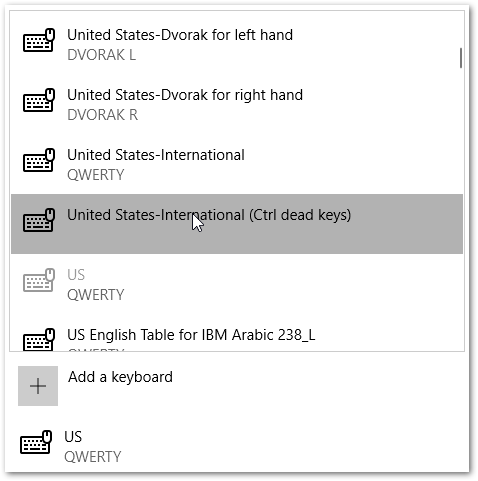 United States-Dvorak for left hand
DVORAK L
United States-Dvorak for right hand
DVORAK R
United States-International
QWERTY
United States-International (Ctrl dead keys)
US
QWERTY
US English Table for IBM Arabic 238_L
QWERTY
Add a keyboard
US
QWERTY